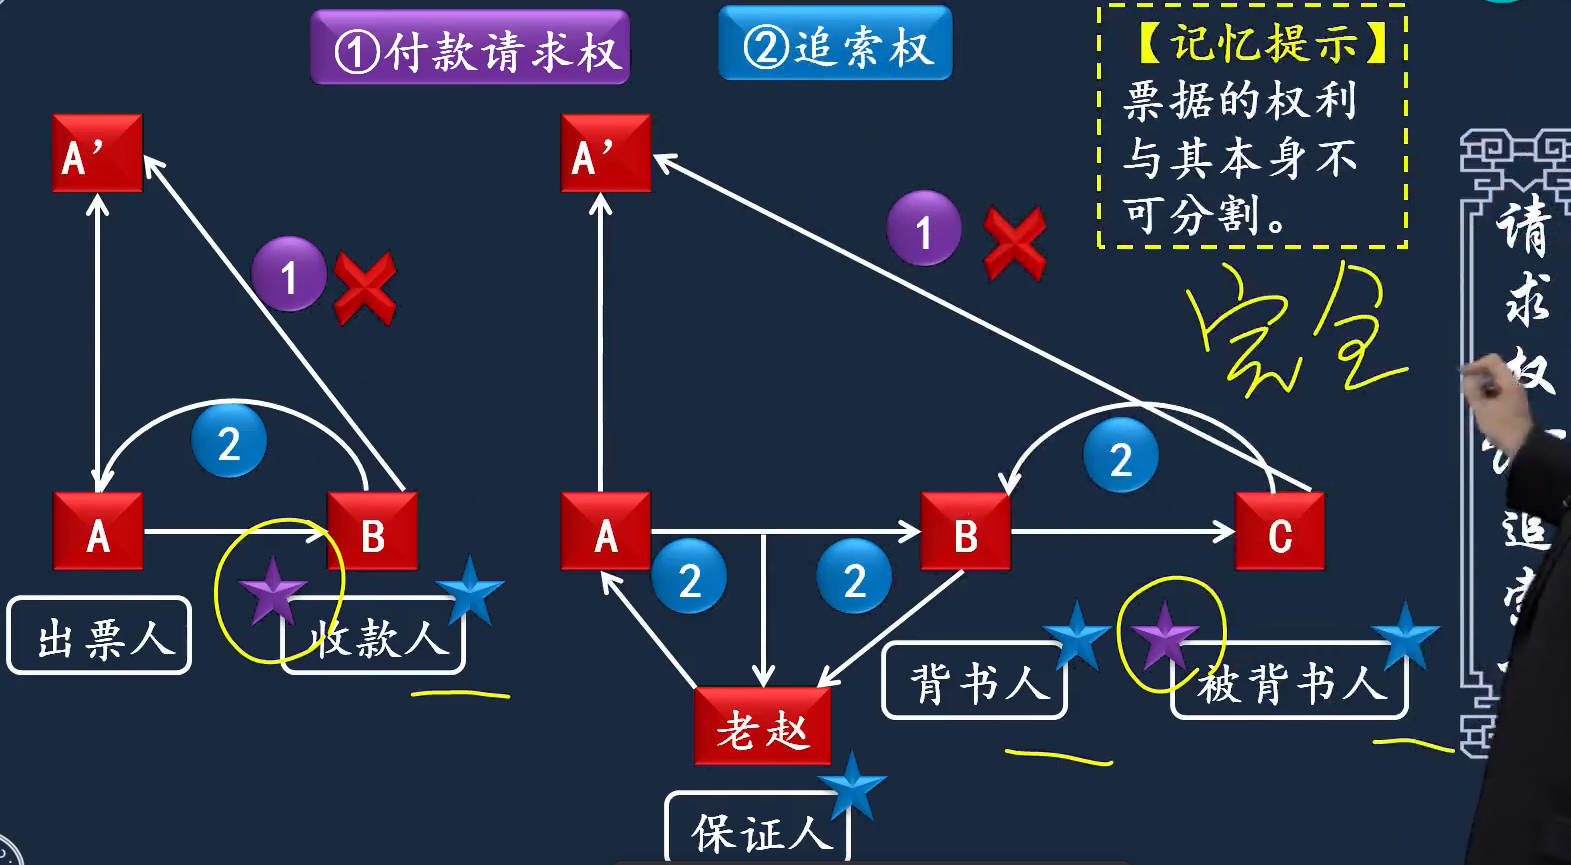 ①付款请求权
②追索权
【记忆提示】
票据的权利
与其本身不
可分割。
完全
A’
A’
1
1
2
2
A
B
A
2
2
B
C
出票人
收款人
背书人
被背书人
老赵
保证人
请
求
权
追
索